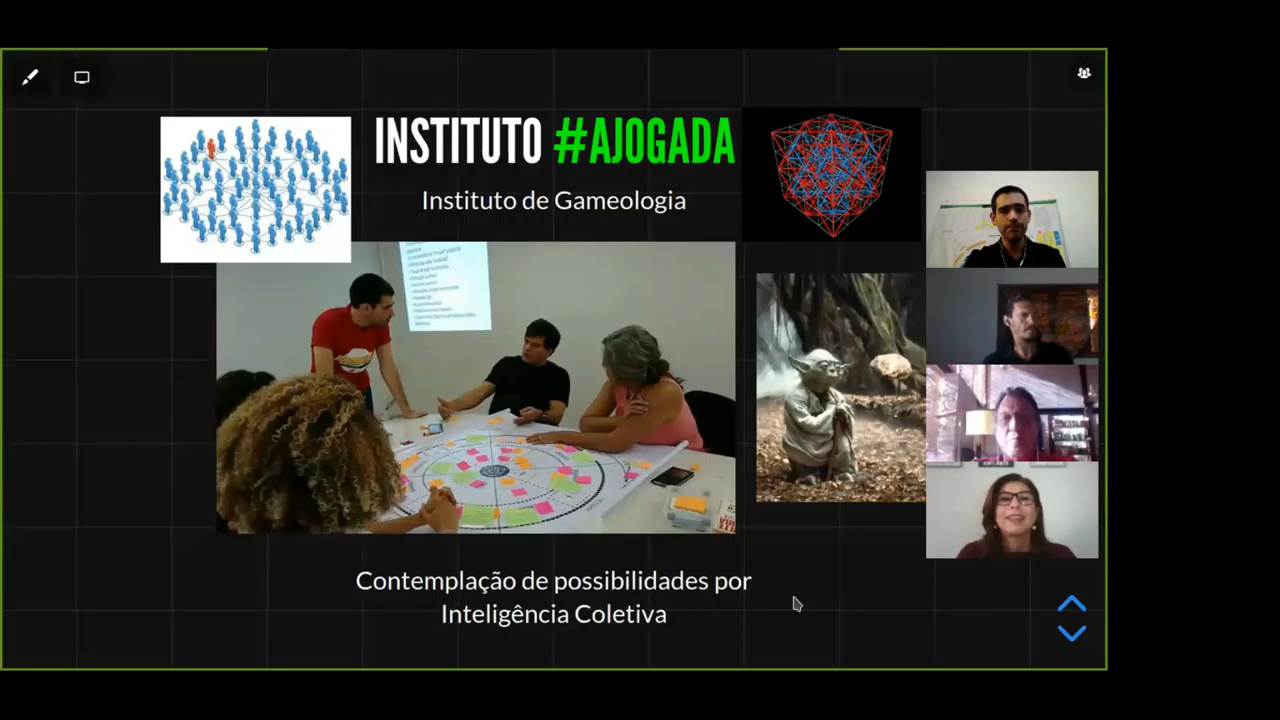 INSTITUTO #AJOGADA
Instituto de Gameologia
Contemplação de possibilidades por
Inteligência Coletiva